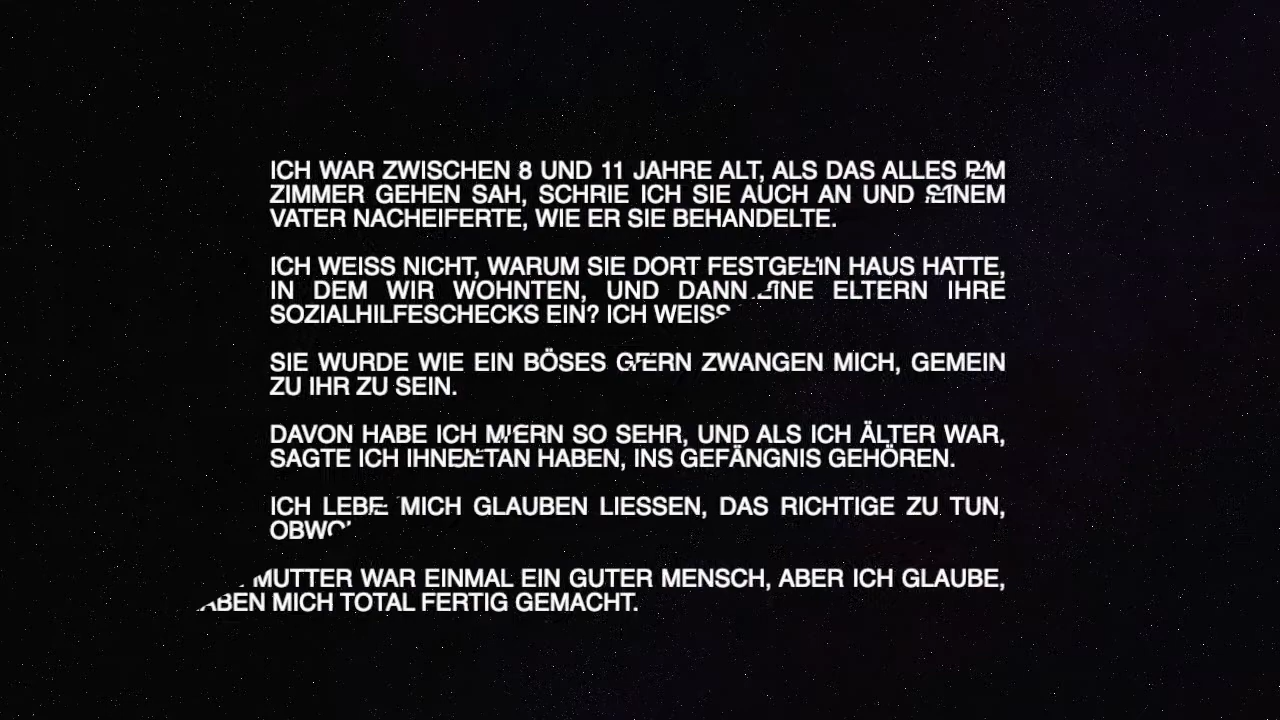 ICH WAR ZWISCHEN 8 UND 11 JAHRE ALT, ALS DAS ALLES
ZIMMER GEHEN SAH, SCHRIE ICH SIE AUCH AN UND
VATER NACHEIFERTE, WIE ER SIE BEHANDELTE.
ICH WEISS NICHT, WARUM SIE DORT HAUS HATTE,
IN DEM WIR WOHNTEN, UND DANN ELTERN IHRE
SOZIALHILFESCHECKS EIN? ICH WEISS
SIE WURDE WIE EIN BÖSES ZWANGEN MICH, GEMEIN
ZU IHR ZU SEIN.
DAVON HABE ICH SO SEHR, UND ALS ICH ÄLTER WAR,
SAGTE ICH HABEN, INS GEFÄNGNIS GEHÖREN.
ICH MICH GLAUBEN LIESSEN, DAS RICHTIGE ZU TUN,
MUTTER WAR EINMAL EIN GUTER MENSCH, ABER ICH GLAUBE,
MICH TOTAL FERTIG GEMACHT.